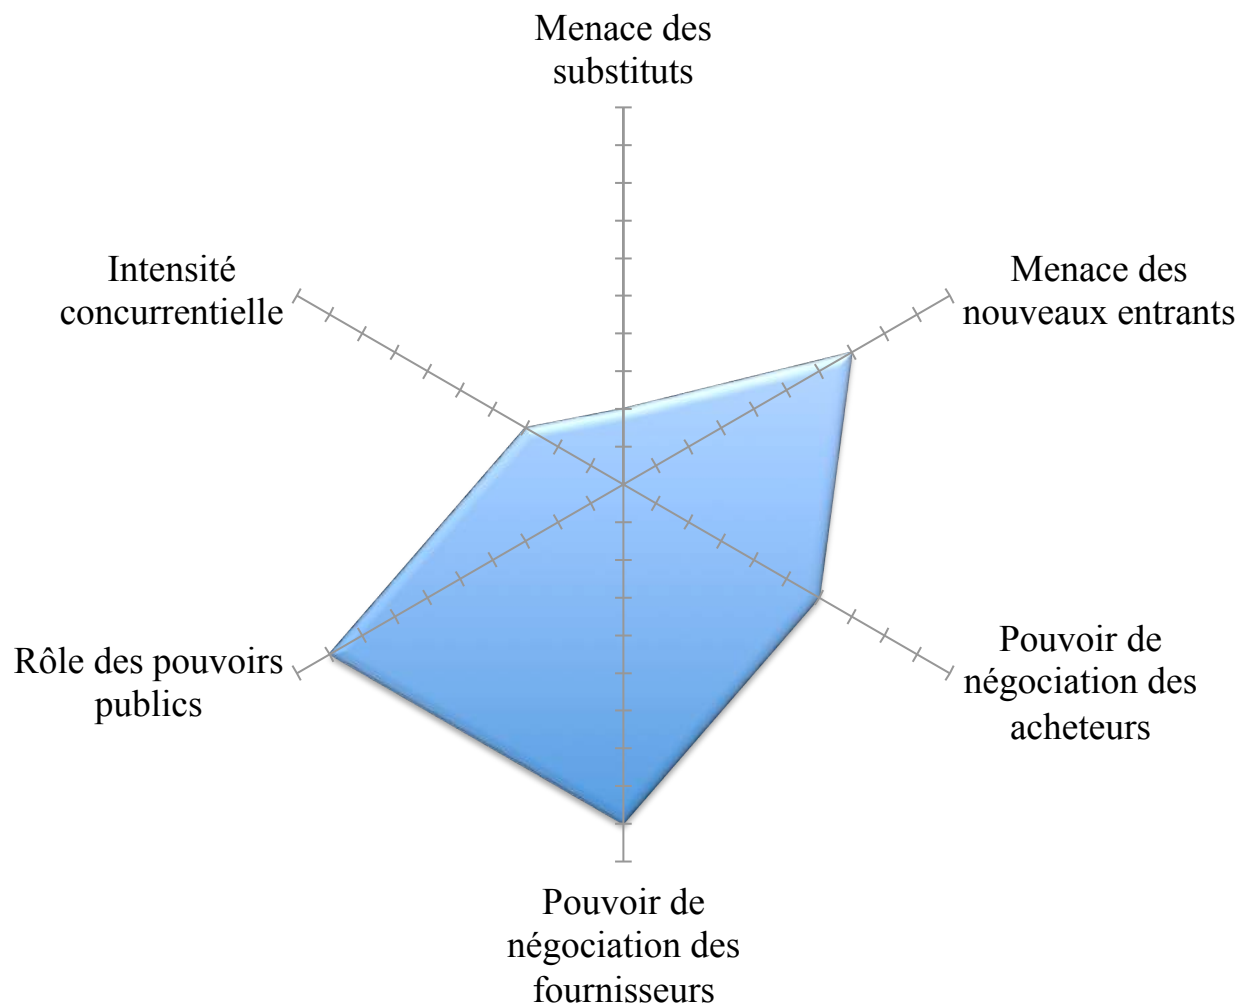 Menace des
substituts
Menace des
nouveaux entrants
Pouvoir de
négociation des
acheteurs
Pouvoir de
négociation des
fournisseurs
Rôle des pouvoirs
publics
Intensité
concurrentielle